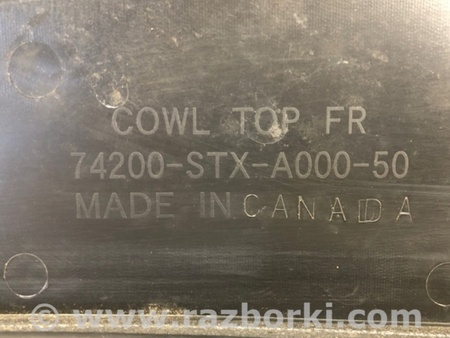 COWL TOP FR
74200-STX-A000-50
MADE IN CANADA
© www.razborki.com